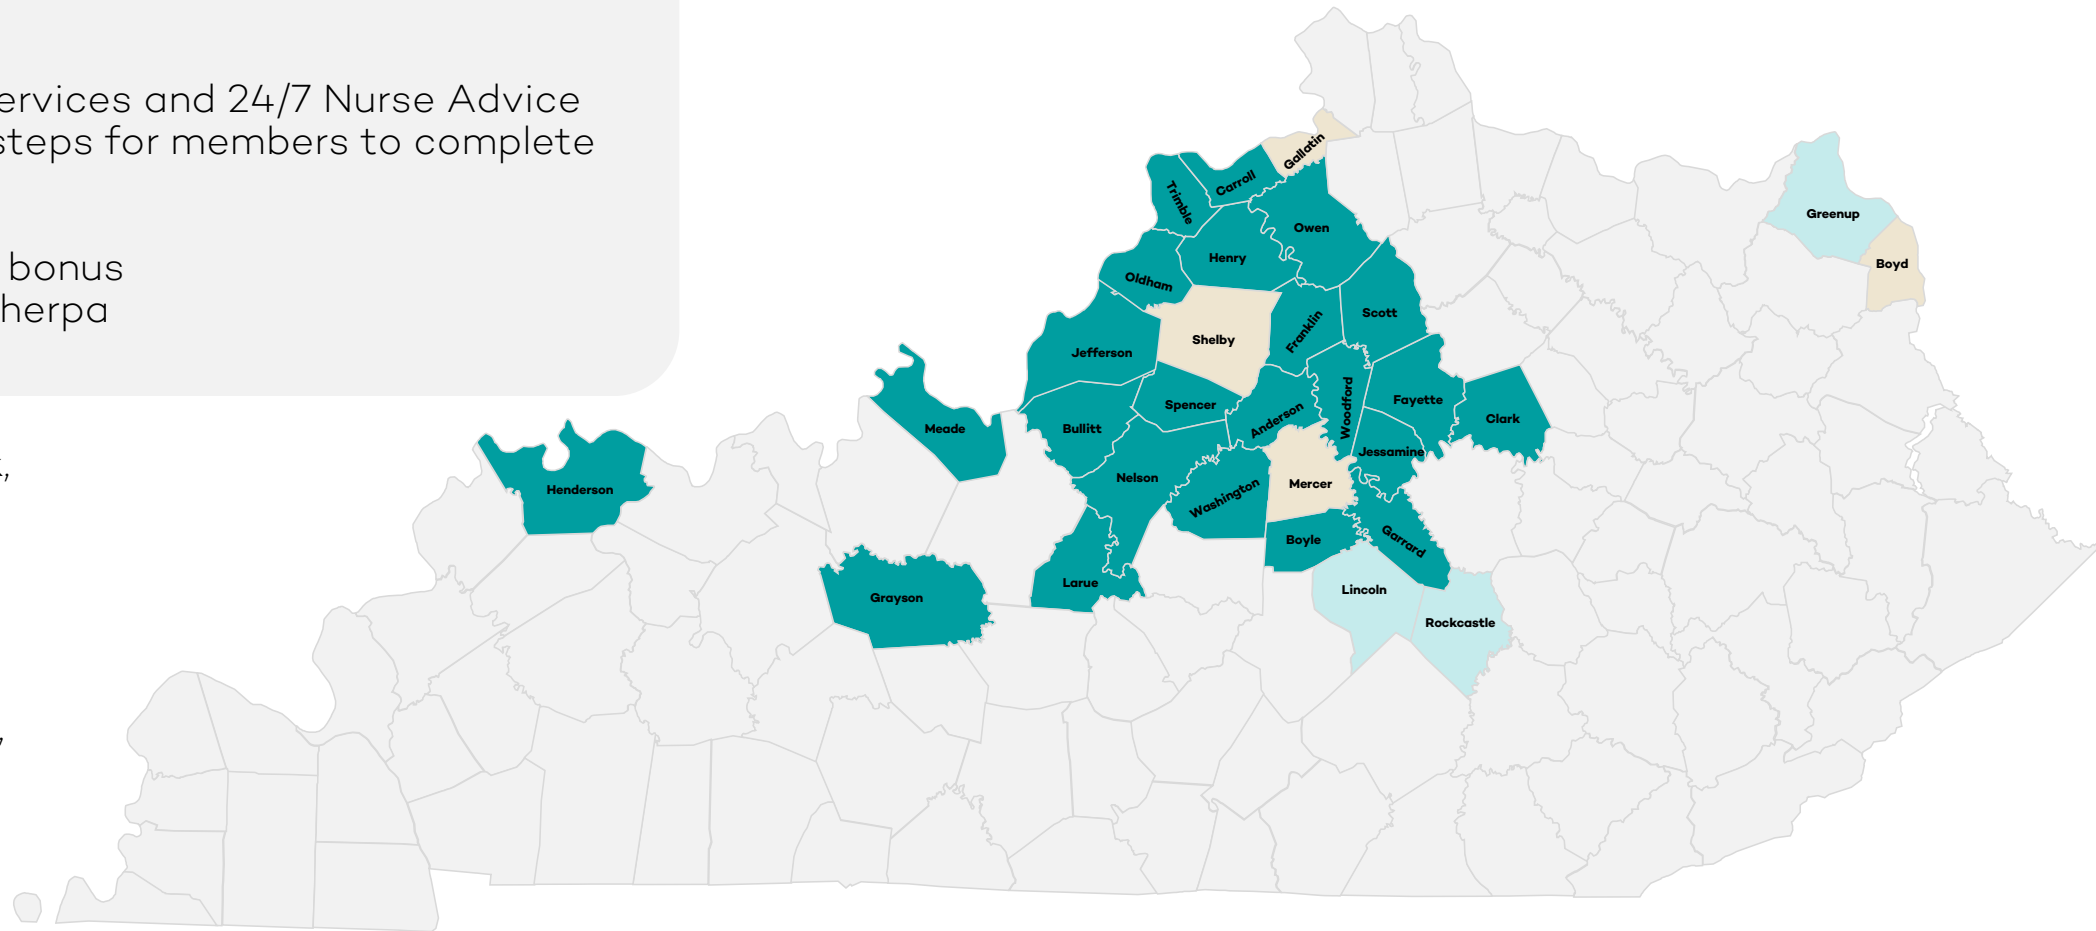 ervices and 24/7 Nurse Advice
steps for members to complete
bonus
herpa
Gallatin
Carroll
Trimble
Owen
Greenup
Henry
Boyd
Oldham
Scott
Franklin
Shelby
Jefferson
Woodford
Fayette
Spencer
Anderson
Clark
Meade
Bullitt
Jessamine
Nelson
Mercer
Henderson
Washington
Boyle
Garrard
Larue
Lincoln
Grayson
Rockcastle